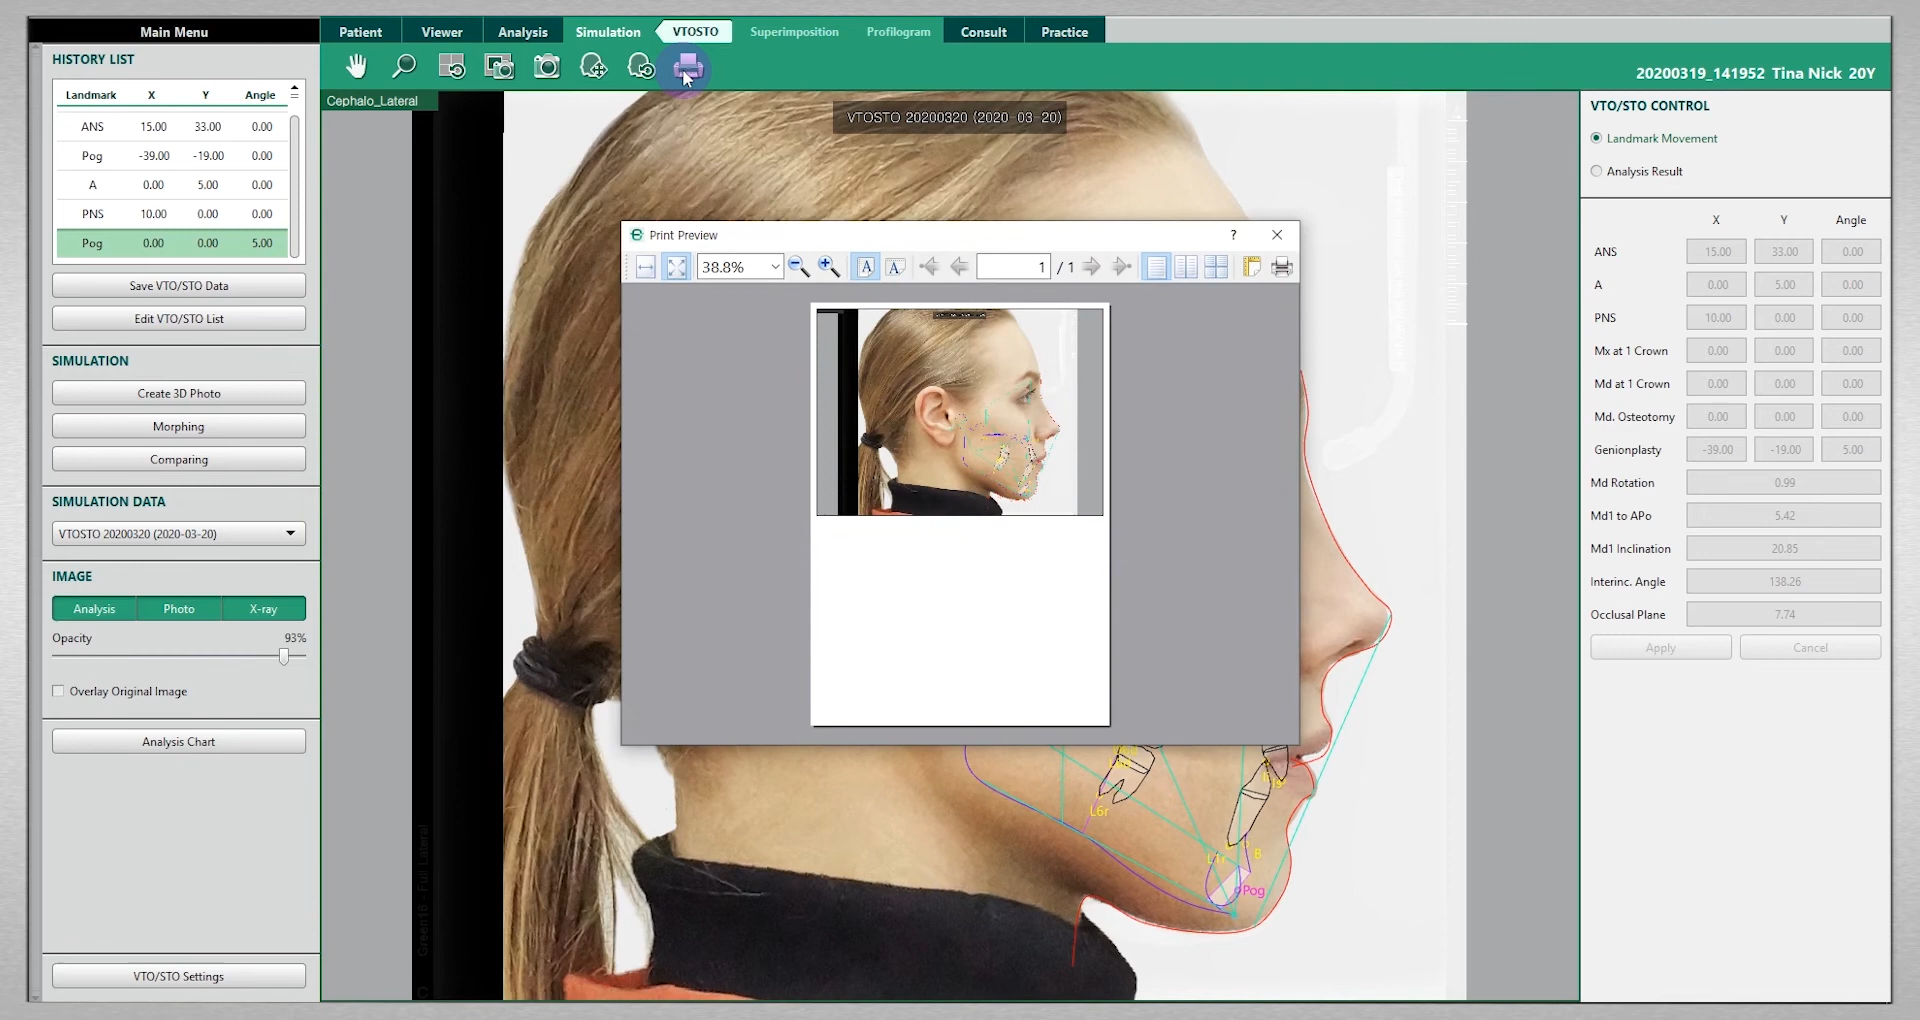 Main Menu
Patient Viewer Analysis Simulation VTOSTO Superimposition Profilogram Consult Practice
20200319_141952 Tina Nick 20Y
HISTORY LIST
Landmark X Y Angle
ANS 15.00 33.00 0.00
Pog -39.00 -19.00 0.00
A 0.00 5.00 0.00
PNS 10.00 0.00 0.00
Pog 0.00 0.00 5.00
Save VTO/STO Data
Edit VTO/STO List
SIMULATION
Create 3D Photo
Morphing
Comparing
SIMULATION DATA
VTOSTO 20200320 (2020-03-20)
IMAGE
Analysis Photo X-ray
Opacity 93%
Overlay Original Image
Analysis Chart
VTO/STO Settings
Cephalo_Lateral
VTOSTO 20200320 (2020-03-20)
Print Preview ?
38.8% A A 1 / 1
L6r
Is
L1r
B
Pog
Green16 - Full Lateral
VTO/STO CONTROL
Landmark Movement
Analysis Result
X Y Angle
ANS 15.00 33.00 0.00
A 0.00 5.00 0.00
PNS 10.00 0.00 0.00
Mx at 1 Crown 0.00 0.00 0.00
Md at 1 Crown 0.00 0.00 0.00
Md. Osteotomy 0.00 0.00 0.00
Genionplasty -39.00 -19.00 5.00
Md Rotation 0.99
Md1 to APo 5.42
Md1 Inclination 20.85
Interinc. Angle 138.26
Occlusal Plane 7.74
Apply Cancel